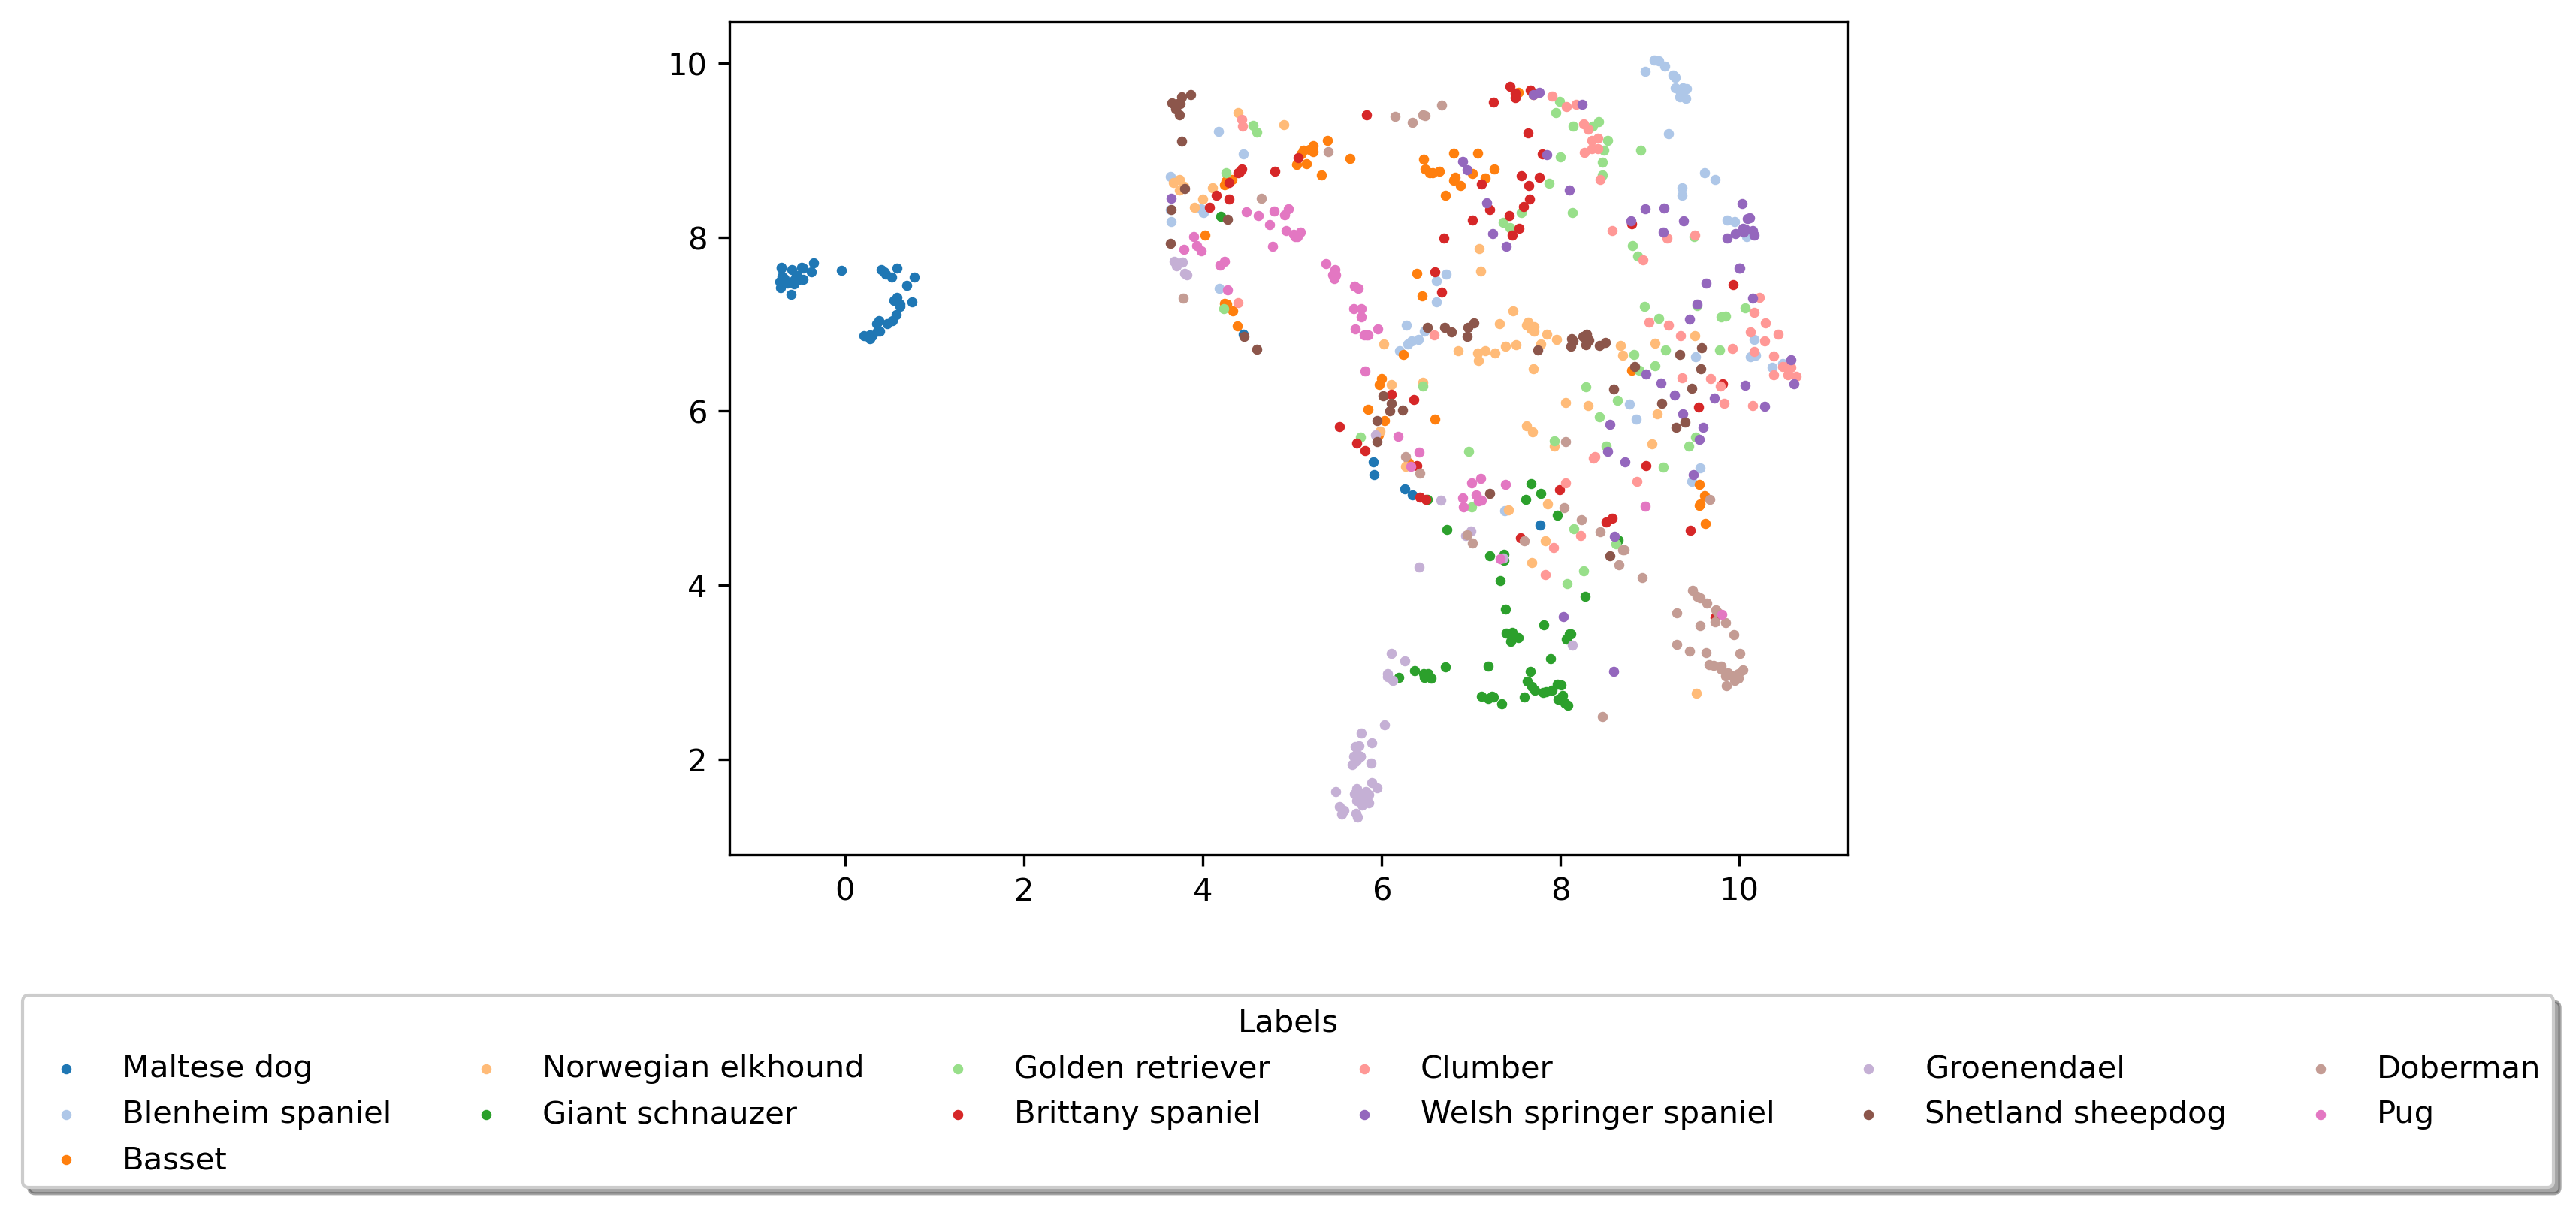 10
8
6
4
2
0 2 4 6 8 10
Labels
Maltese dog Norwegian elkhound Golden retriever Clumber Groenendael Doberman
Blenheim spaniel Giant schnauzer Brittany spaniel Welsh springer spaniel Shetland sheepdog Pug
Basset